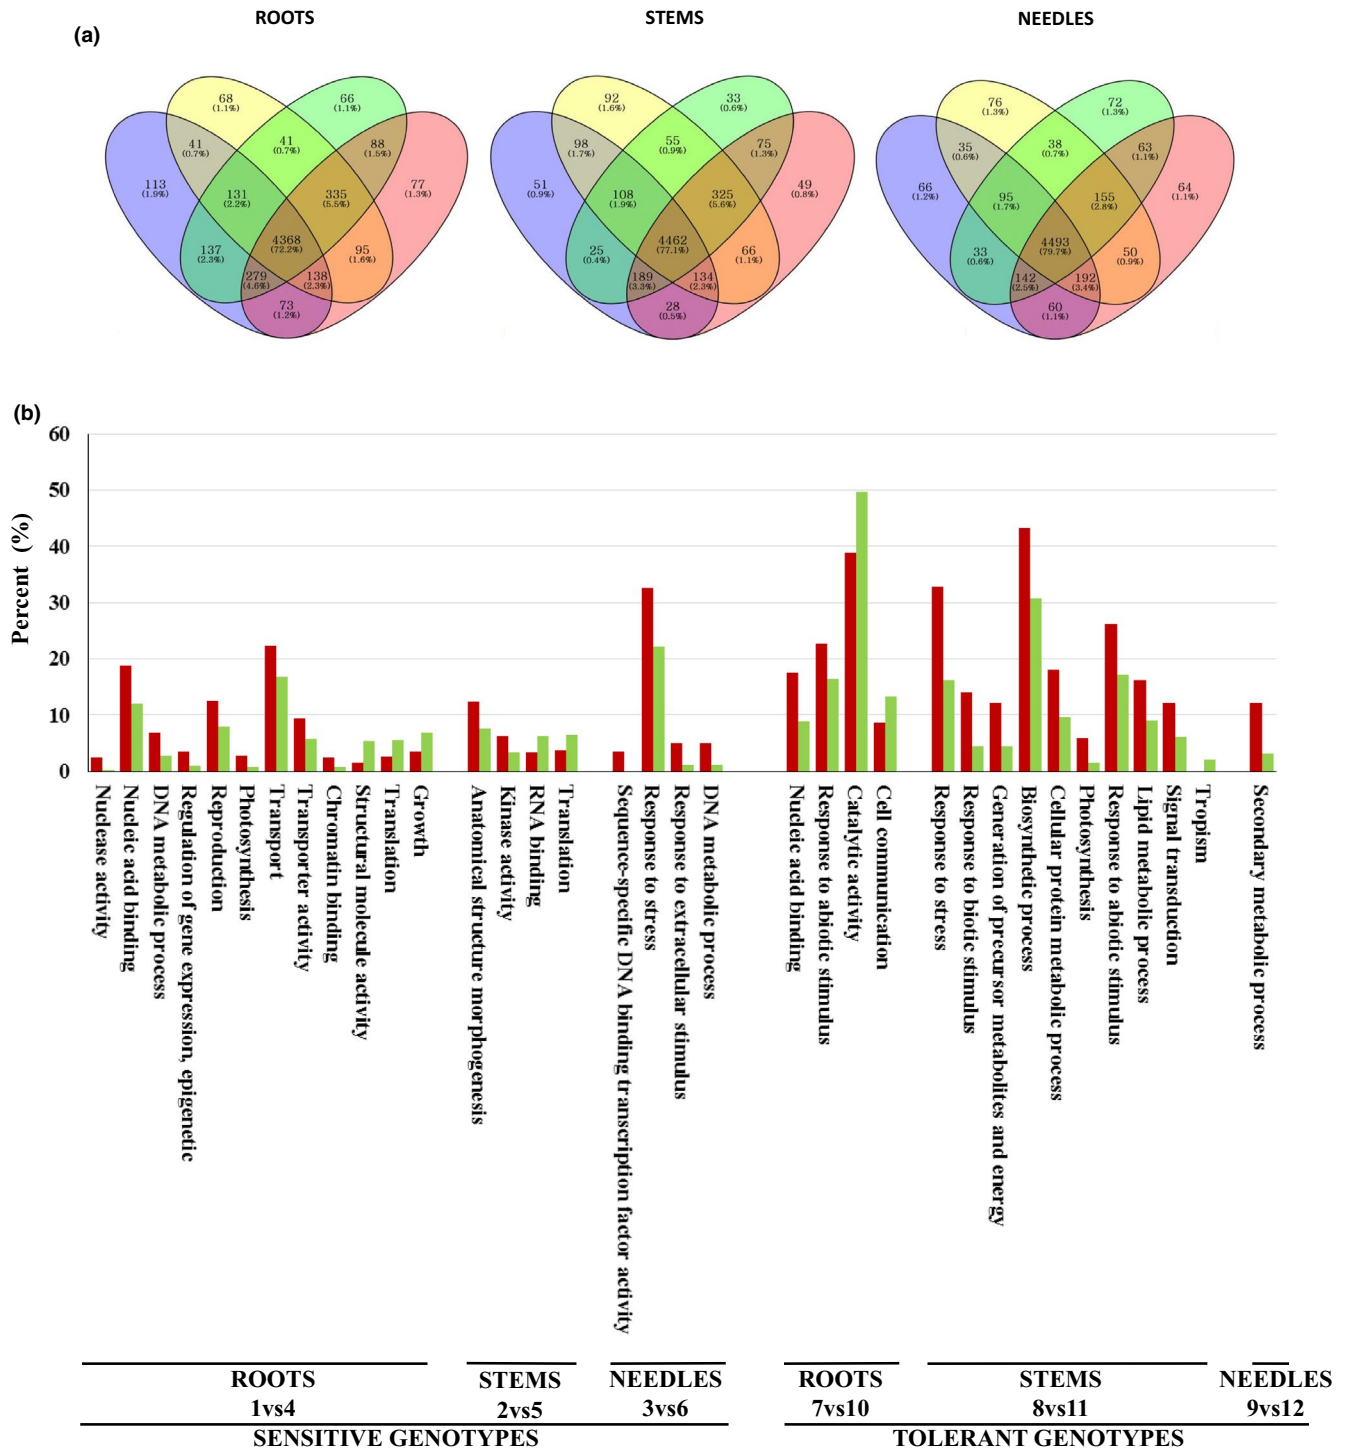 ROOTS
STEMS
NEEDLES
(a)
68
(1.1%)
66
(1.1%)
41
(0.7%)
41
(0.7%)
88
(1.5%)
113
(1.9%)
131
(2.2%)
335
(5.5%)
77
(1.3%)
137
(2.3%)
4368
(72.2%)
95
(1.6%)
279
(4.6%)
138
(2.3%)
73
(1.2%)
92
(1.6%)
33
(0.6%)
98
(1.7%)
55
(0.9%)
75
(1.3%)
51
(0.9%)
108
(1.9%)
325
(5.6%)
49
(0.8%)
25
(0.4%)
4462
(77.1%)
66
(1.1%)
189
(3.3%)
134
(2.3%)
28
(0.5%)
76
(1.3%)
72
(1.3%)
35
(0.6%)
38
(0.7%)
63
(1.1%)
66
(1.2%)
95
(1.7%)
155
(2.8%)
64
(1.1%)
33
(0.6%)
4493
(79.7%)
50
(0.9%)
142
(2.5%)
192
(3.4%)
60
(1.1%)
(b)
Percent (%)
60
50
40
30
20
10
0
Nuclease activity
Nucleic acid binding
DNA metabolic process
Regulation of gene expression, epigenetic
Reproduction
Photosynthesis
Transport
Transporter activity
Chromatin binding
Structural molecule activity
Translation
Growth
Anatomical structure morphogenesis
Kinase activity
RNA binding
Translation
Sequence-specific DNA binding transcription factor activity
Response to stress
Response to extracellular stimulus
DNA metabolic process
Nucleic acid binding
Response to abiotic stimulus
Catalytic activity
Cell communication
Response to stress
Response to biotic stimulus
Generation of precursor metabolites and energy
Biosynthetic process
Cellular protein metabolic process
Photosynthesis
Response to abiotic stimulus
Lipid metabolic process
Signal transduction
Tropism
Secondary metabolic process
ROOTS
STEMS
NEEDLES
ROOTS
STEMS
NEEDLES
1vs4
2vs5
3vs6
7vs10
8vs11
9vs12
SENSITIVE GENOTYPES
TOLERANT GENOTYPES